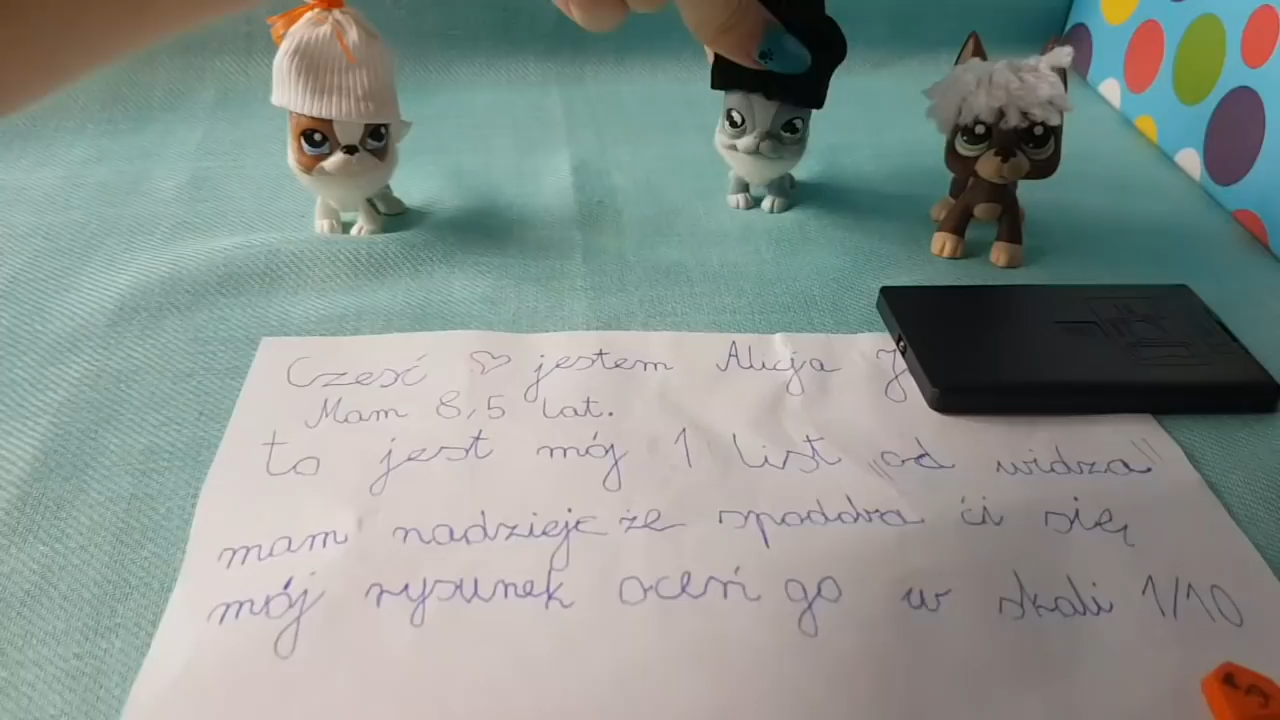 Cześć ♡ jestem Alicja J
Mam 8,5 lat.
to jest mój 1 list „od widza"
mam nadzieję że spodoba ci się
mój rysunek oceń go w skali 1/10